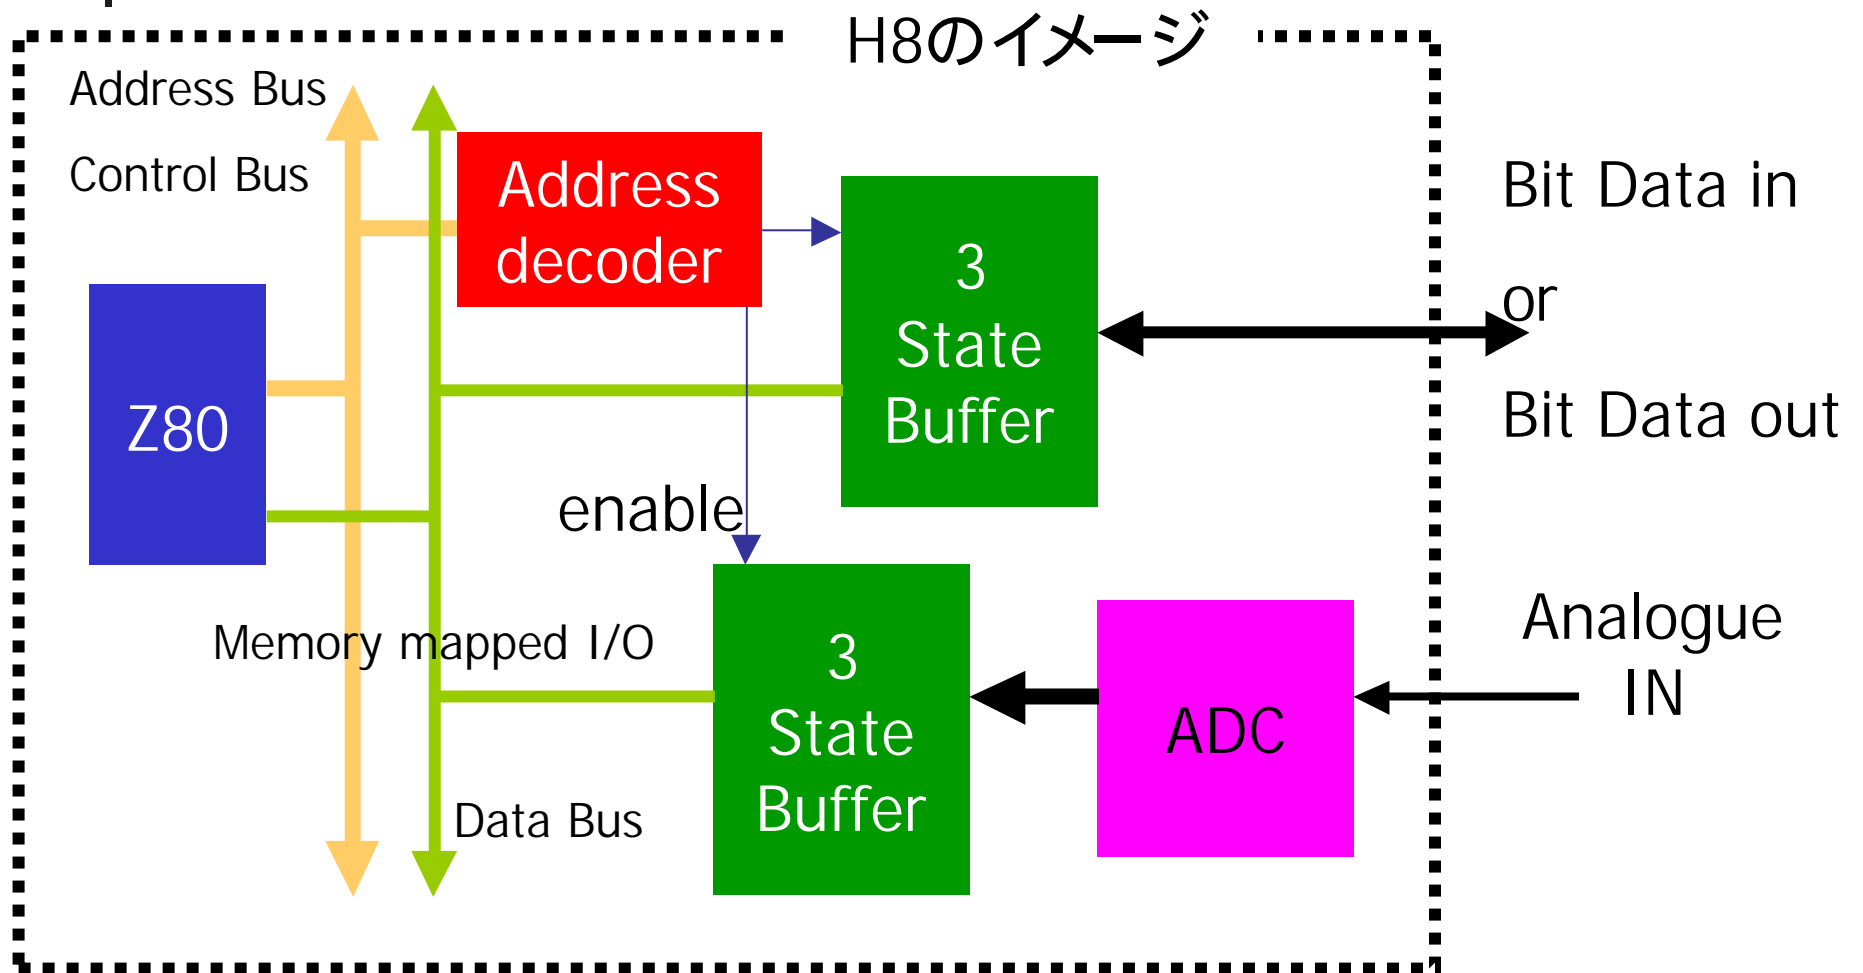 H8のイメージ
Address Bus
Control Bus
Address
decoder
3
State
Buffer
Bit Data in
or
Bit Data out
Z80
enable
Memory mapped I/O
3
State
Buffer
ADC
Analogue
IN
Data Bus